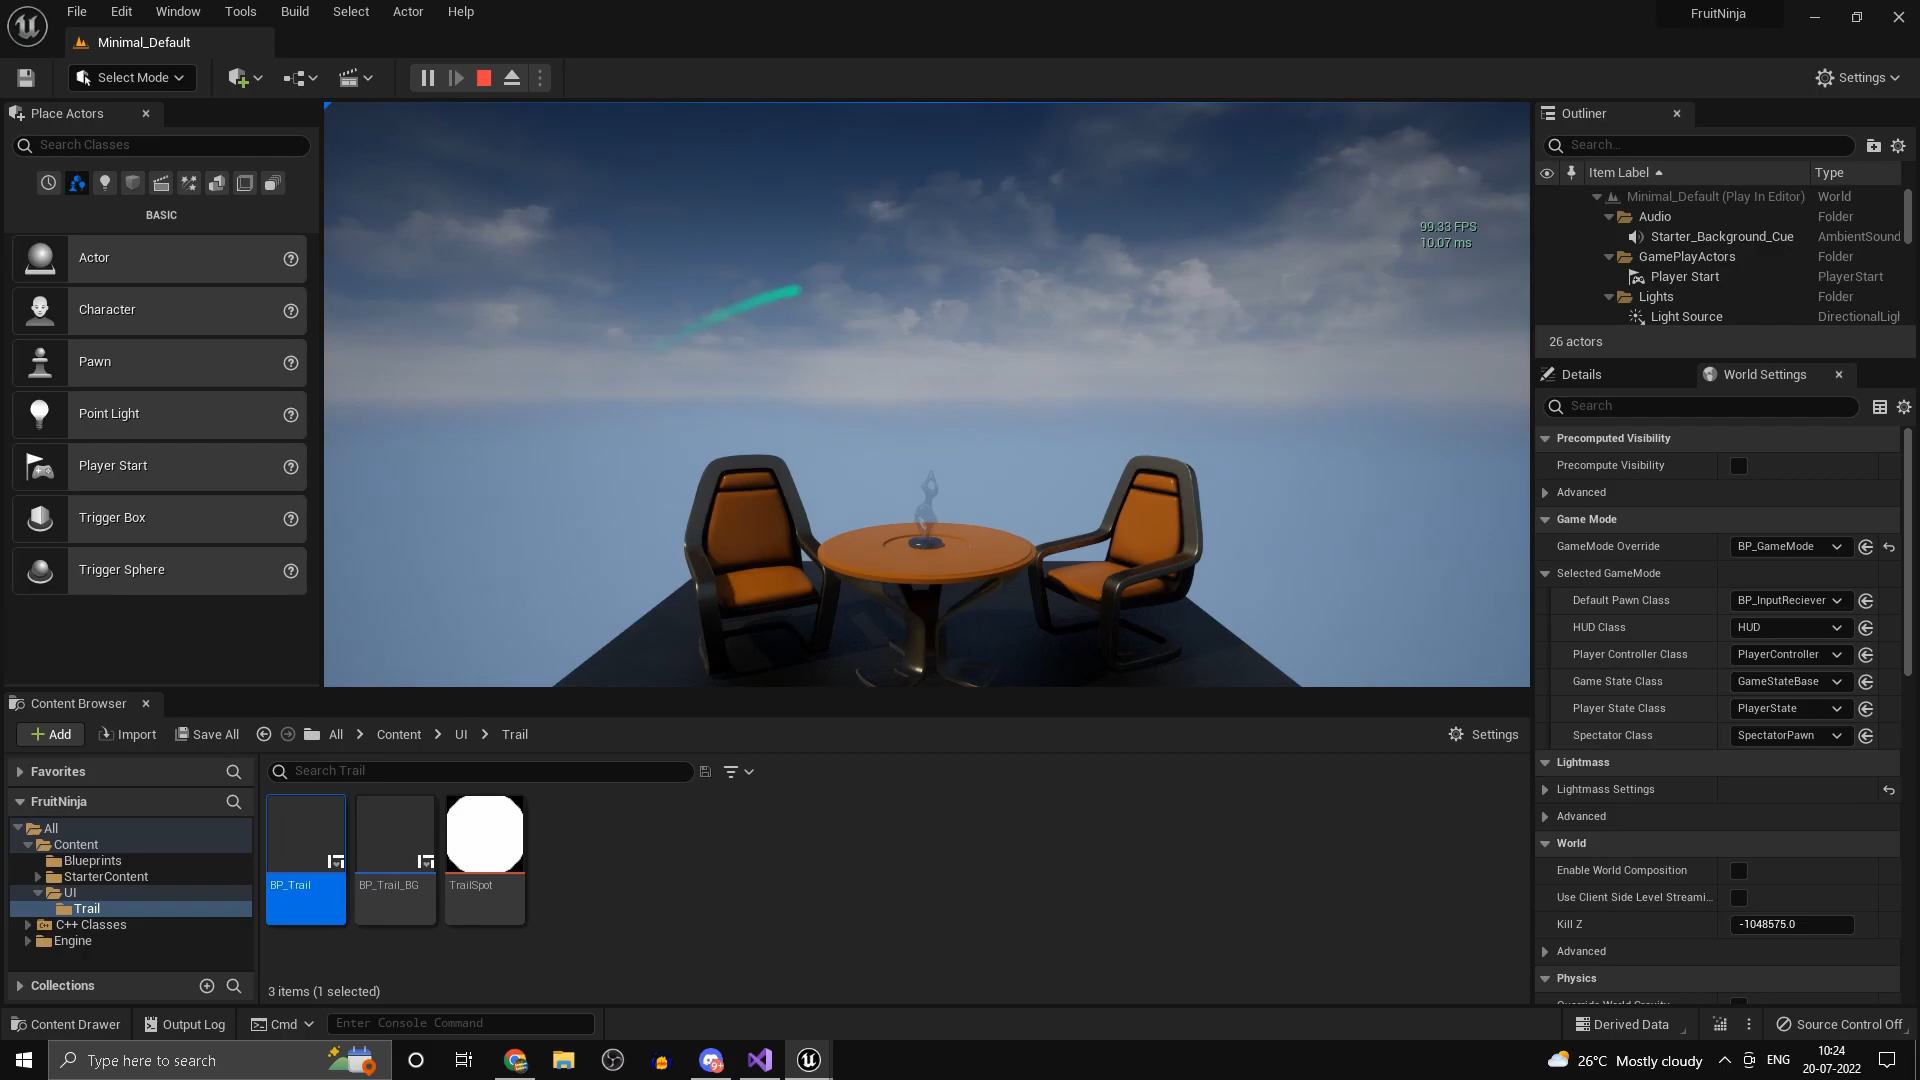 File Edit Window Tools Build Select Actor Help
FruitNinja
Minimal_Default
Select Mode
Settings
Place Actors
Search Classes
BASIC
Actor
Character
Pawn
Point Light
Player Start
Trigger Box
Trigger Sphere
99.33 FPS
10.07 ms
Outliner
Search...
Item Label Type
Minimal_Default (Play In Editor) World
Audio Folder
Starter_Background_Cue AmbientSound
GamePlayActors Folder
Player Start PlayerStart
Lights Folder
Light Source DirectionalLigl
26 actors
Details World Settings
Search
Precomputed Visibility
Precompute Visibility
Advanced
Game Mode
GameMode Override BP_GameMode
Selected GameMode
Default Pawn Class BP_InputReciever
HUD Class HUD
Player Controller Class PlayerController
Game State Class GameStateBase
Player State Class PlayerState
Spectator Class SpectatorPawn
Lightmass
Lightmass Settings
Advanced
World
Enable World Composition
Use Client Side Level Streami...
Kill Z -1048575.0
Advanced
Physics
Content Browser
Add Import Save All All Content UI Trail Settings
Favorites
FruitNinja
All
Content
Blueprints
StarterContent
UI
Trail
C++ Classes
Engine
Collections
Search Trail
BP_Trail BP_Trail_BG TrailSpot
3 items (1 selected)
Content Drawer Output Log Cmd Enter Console Command Derived Data Source Control Off
Type here to search
9+
26°C Mostly cloudy ENG
10:24
20-07-2022